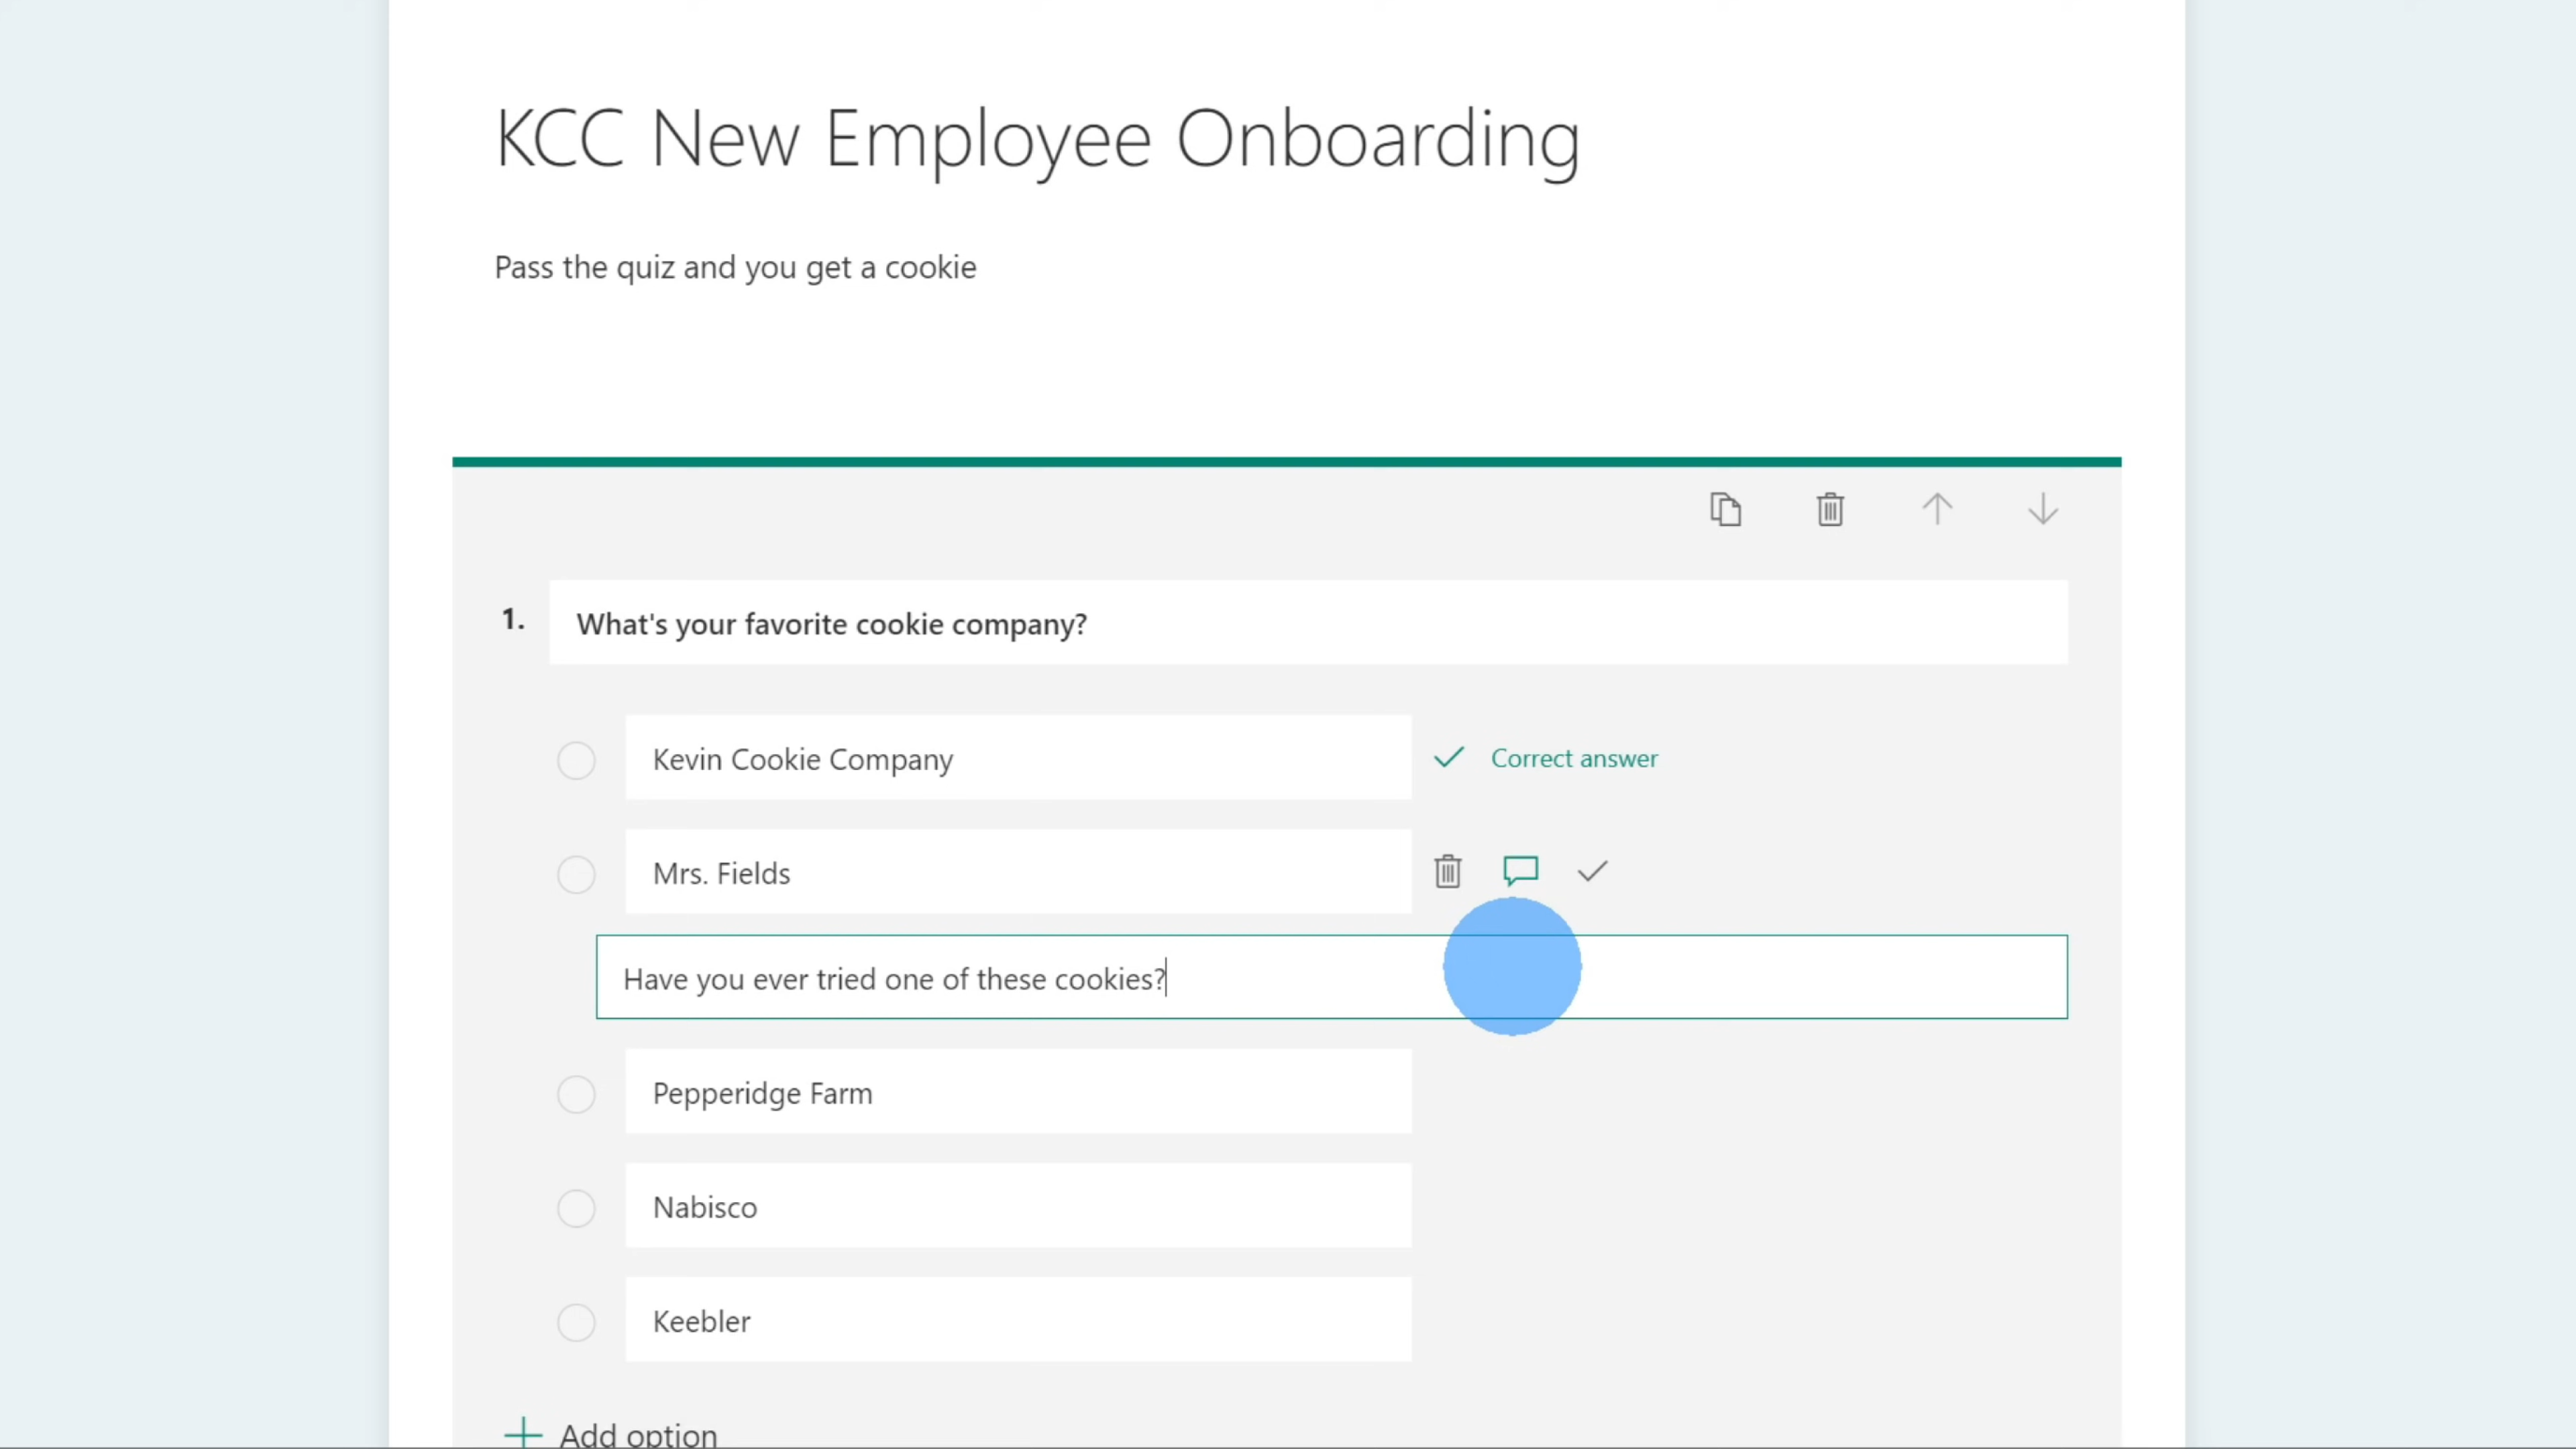 KCC New Employee Onboarding
Pass the quiz and you get a cookie
1. What's your favorite cookie company?
Kevin Cookie Company Correct answer
Mrs. Fields
Have you ever tried one of these cookies?
Pepperidge Farm
Nabisco
Keebler
Add option